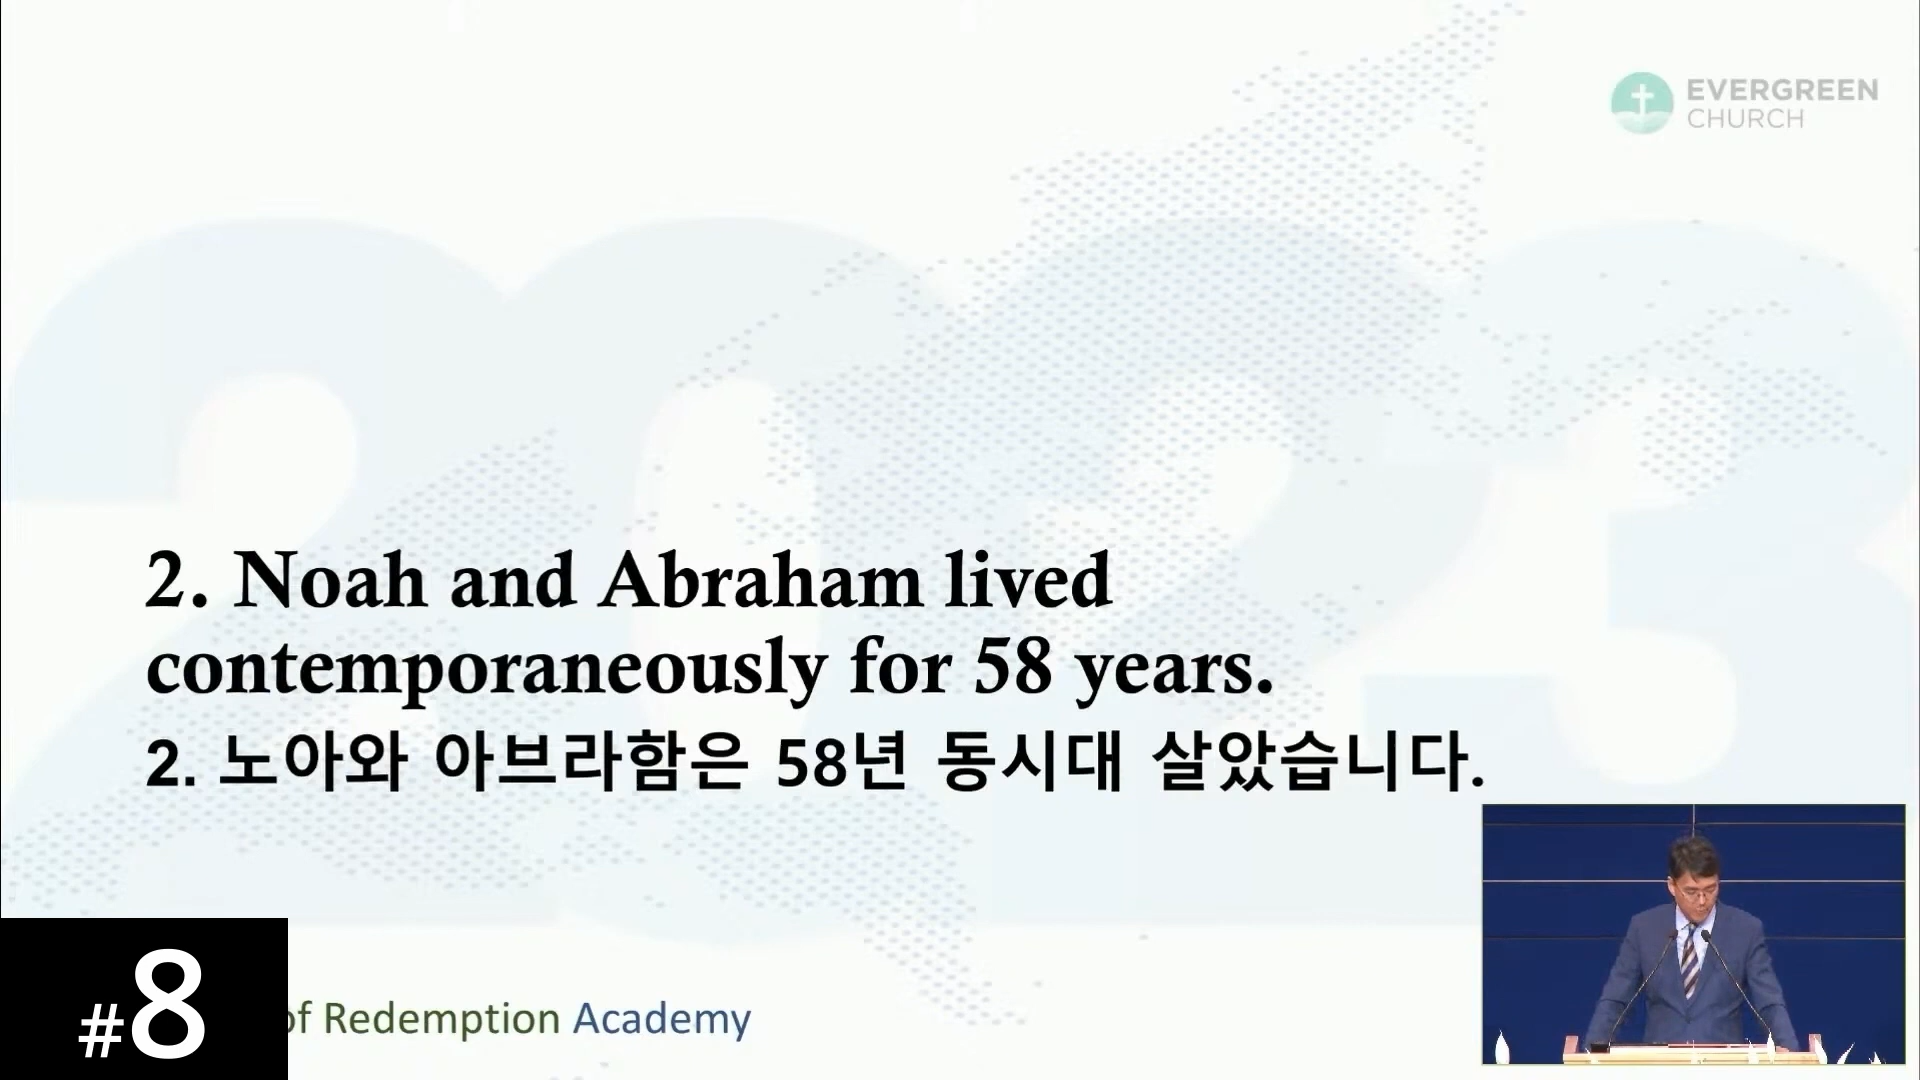 EVERGREEN
CHURCH
2023
2. Noah and Abraham lived
contemporaneously for 58 years.
2. 노아와 아브라함은 58년 동시대 살았습니다.
#8
of Redemption Academy